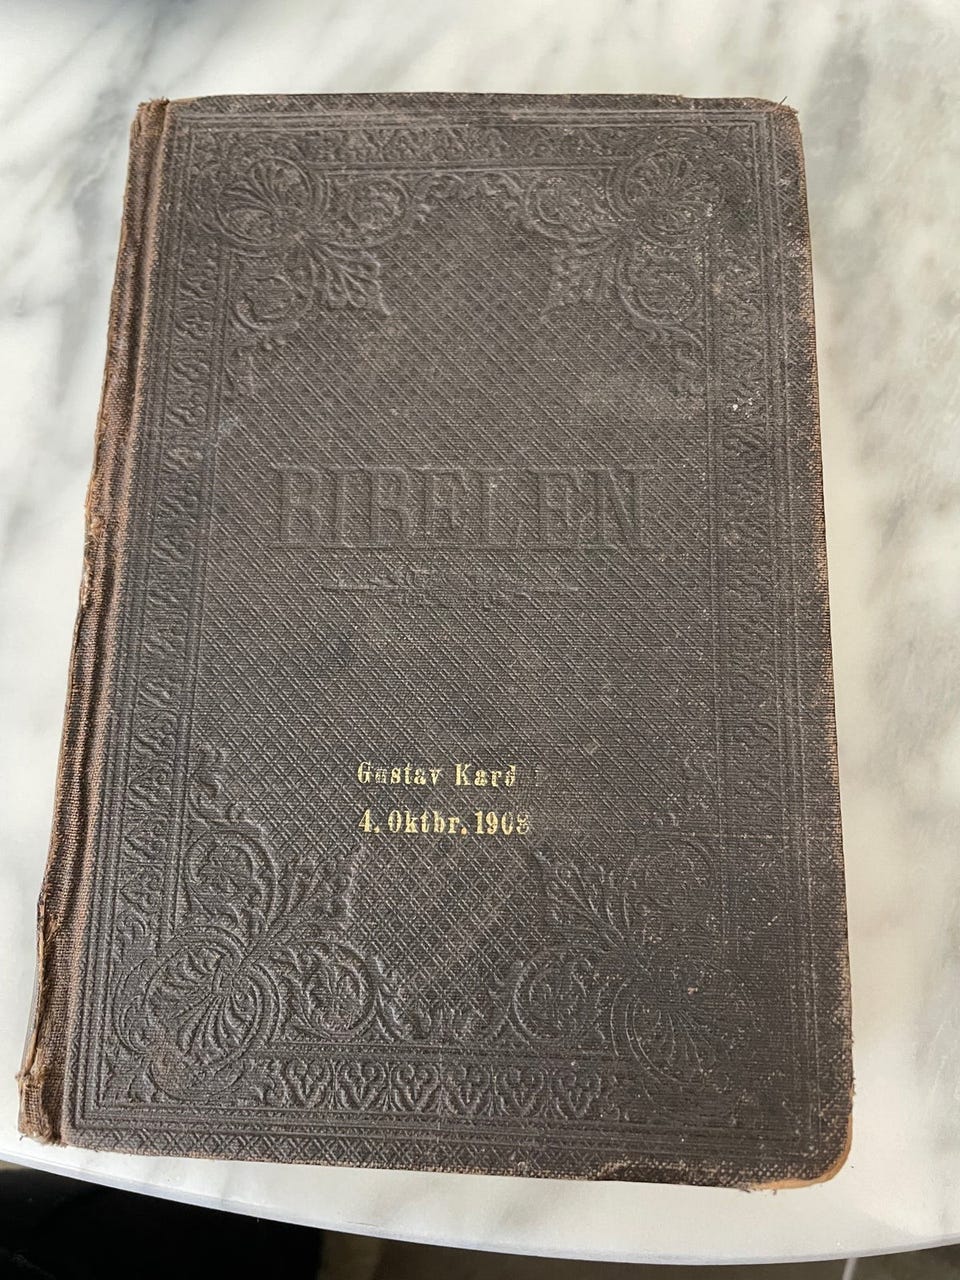 BIBELEN
Gustav Kard
4. Oktbr. 1908